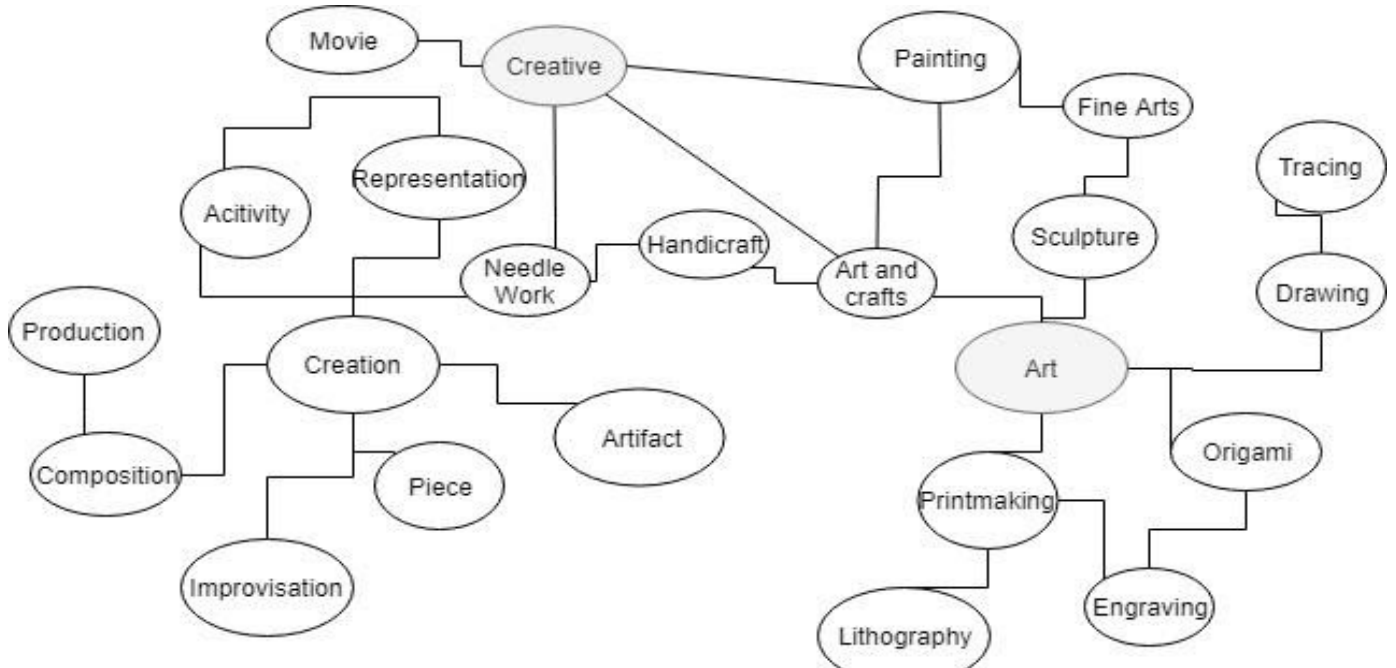 Movie
Creative
Painting
Fine Arts
Tracing
Representation
Acitivity
Handicraft
Sculpture
Needle
Work
Art and
crafts
Drawing
Production
Creation
Art
Artifact
Origami
Composition
Piece
Printmaking
Improvisation
Engraving
Lithography